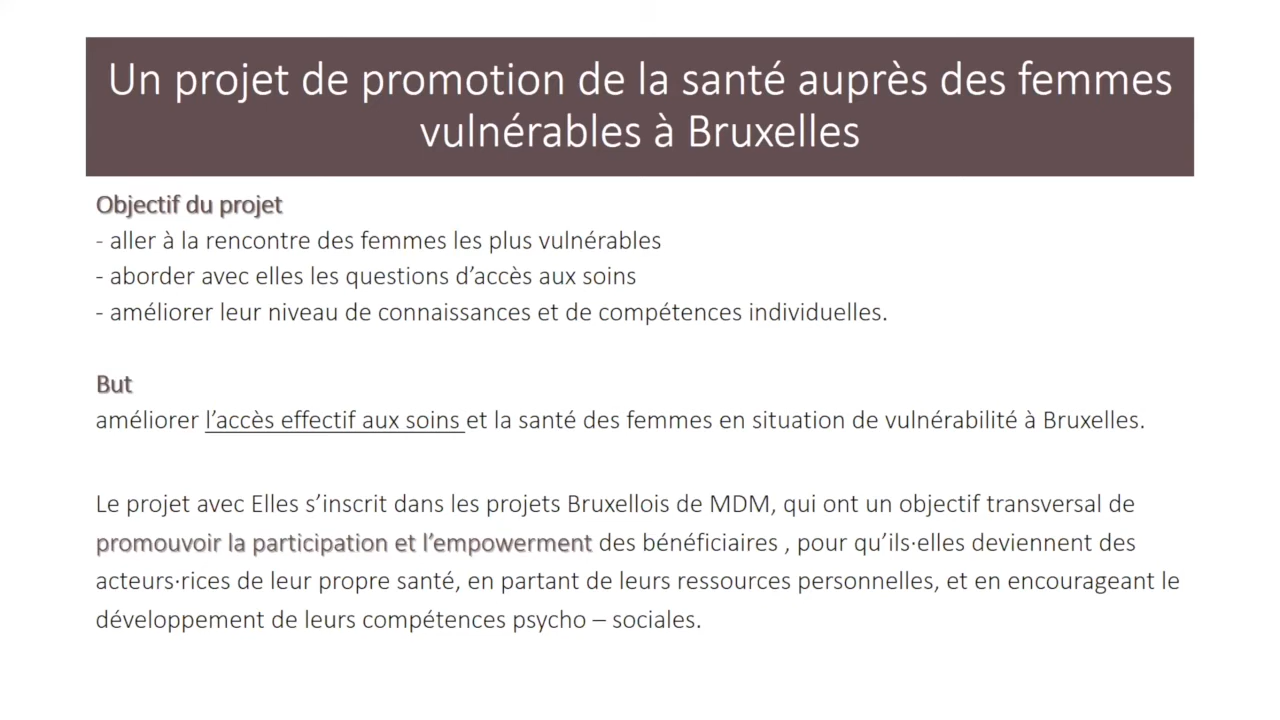 Un projet de promotion de la santé auprès des femmes
vulnérables à Bruxelles
Objectif du projet
- aller à la rencontre des femmes les plus vulnérables
- aborder avec elles les questions d’accès aux soins
- améliorer leur niveau de connaissances et de compétences individuelles.
But
améliorer l’accès effectif aux soins et la santé des femmes en situation de vulnérabilité à Bruxelles.
Le projet avec Elles s’inscrit dans les projets Bruxellois de MDM, qui ont un objectif transversal de
promouvoir la participation et l’empowerment des bénéficiaires , pour qu’ils·elles deviennent des
acteurs·rices de leur propre santé, en partant de leurs ressources personnelles, et en encourageant le
développement de leurs compétences psycho – sociales.